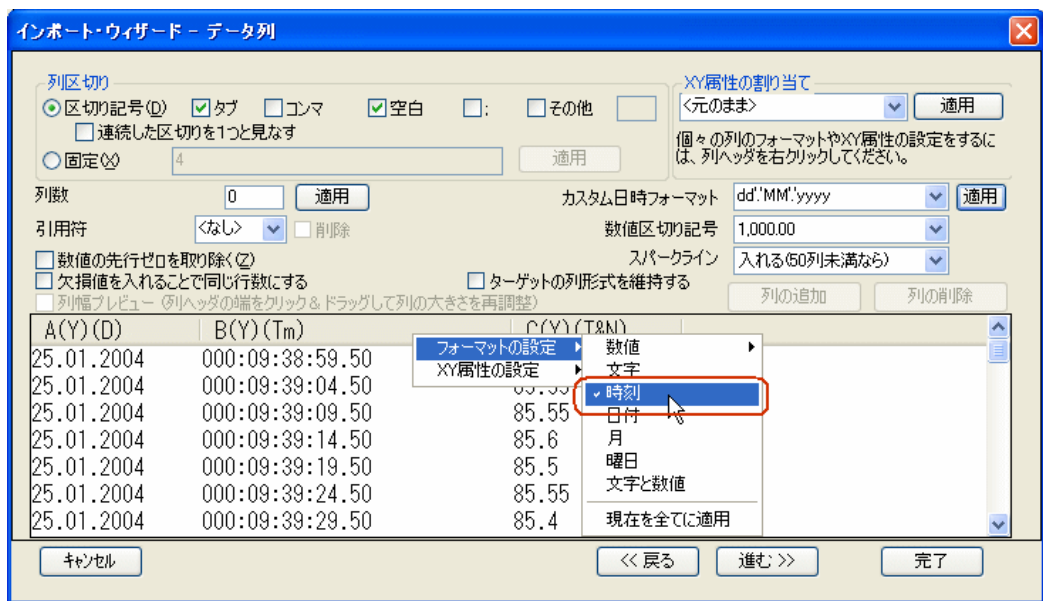 インポート・ウィザード - データ列
列区切り
区切り記号(D) タブ コンマ 空白 ; その他
連続した区切りを1つと見なす
固定(X) 4 適用
XY属性の割り当て
<元のまま> 適用
個々の列のフォーマットやXY属性の設定をするに
は、列ヘッダを右クリックしてください。
列数 0 適用
カスタム日時フォーマット dd'.'MM'.'yyyy 適用
引用符 <なし> 削除
数値区切り記号 1,000.00
数値の先行ゼロを取り除く(Z)
スパークライン 入れる(50列未満なら)
欠損値を入れることで同じ行数にする
ターゲットの列形式を維持する
列幅プレビュー (列ヘッダの端をクリック&ドラッグして列の大きさを再調整)
列の追加 列の削除
A(Y)(D) B(Y)(Tm) C(Y)(T&N)
25.01.2004 000:09:38:59.50
25.01.2004 000:09:39:04.50
25.01.2004 000:09:39:09.50 85.55
25.01.2004 000:09:39:14.50 85.6
25.01.2004 000:09:39:19.50 85.5
25.01.2004 000:09:39:24.50 85.55
25.01.2004 000:09:39:29.50 85.4
フォーマットの設定
XY属性の設定
数値
文字
時刻
日付
月
曜日
文字と数値
現在を全てに適用
キャンセル << 戻る 進む >> 完了